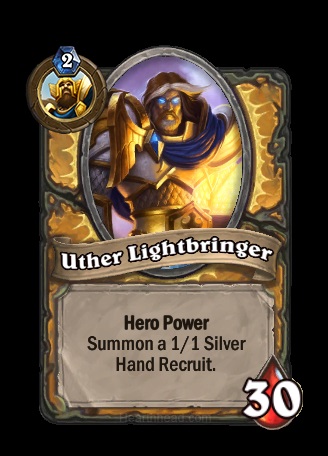 2
Uther Lightbringer
Hero Power
Summon a 1/1 Silver
Hand Recruit.
30